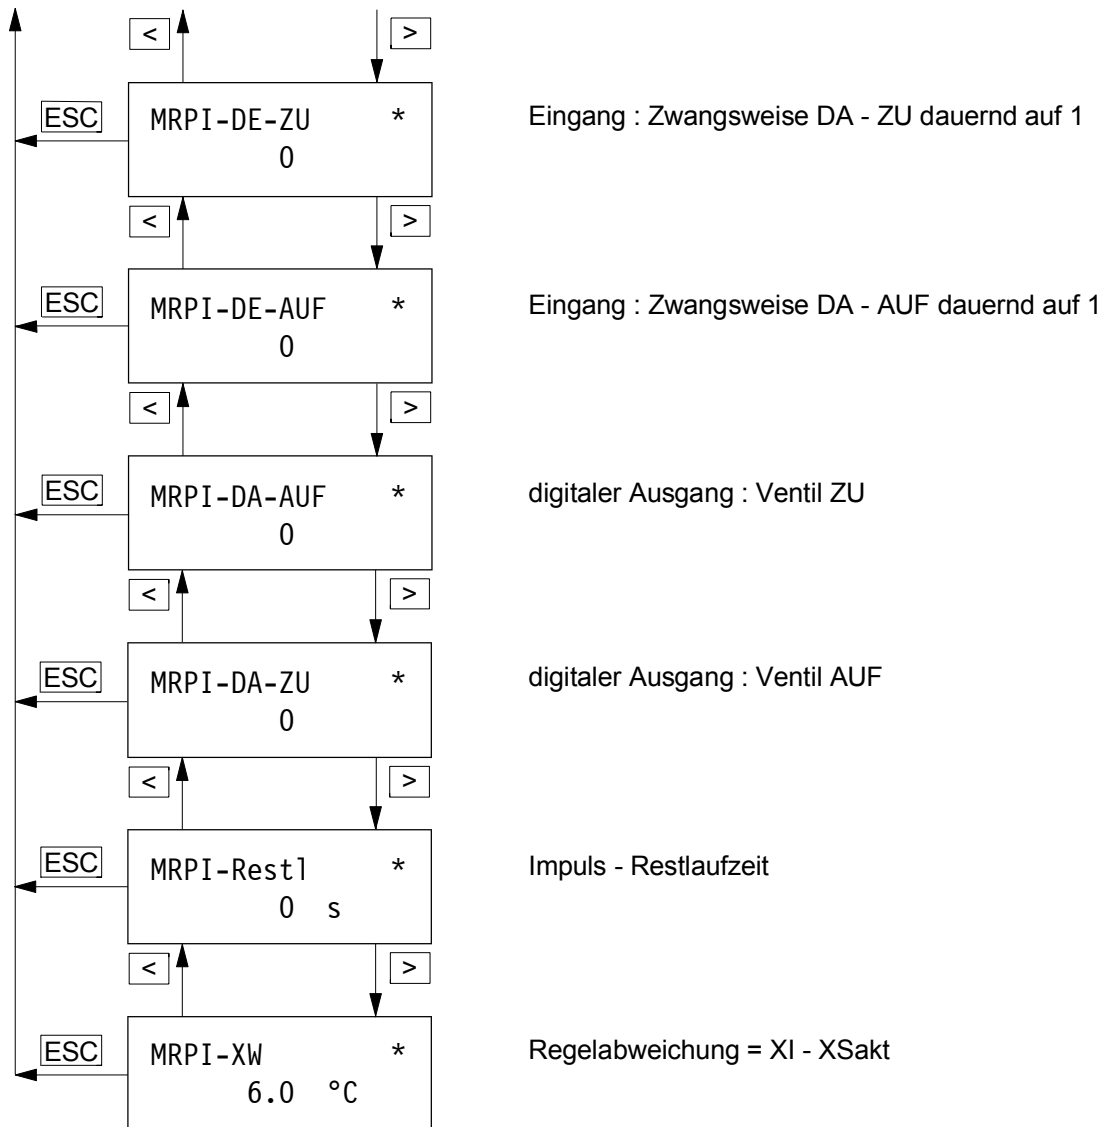 < >
ESC MRPI-DE-ZU * Eingang : Zwangsweise DA - ZU dauernd auf 1
0
< >
ESC MRPI-DE-AUF * Eingang : Zwangsweise DA - AUF dauernd auf 1
0
< >
ESC MRPI-DA-AUF * digitaler Ausgang : Ventil ZU
0
< >
ESC MRPI-DA-ZU * digitaler Ausgang : Ventil AUF
0
< >
ESC MRPI-Restl * Impuls - Restlaufzeit
0 s
< >
ESC MRPI-XW * Regelabweichung = XI - XSakt
6.0 °C